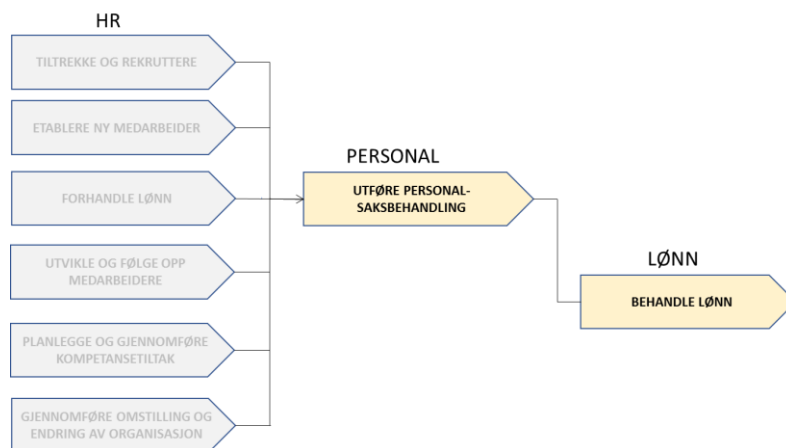 HR
TILTREKKE OG REKRUTTERE
ETABLERE NY MEDARBEIDER
FORHANDLE LØNN
UTVIKLE OG FØLGE OPP
MEDARBEIDERE
PLANLEGGE OG GJENNOMFØRE
KOMPETANSETILTAK
GJENNOMFØRE OMSTILLING OG
ENDRING AV ORGANISASJON
PERSONAL
UTFØRE PERSONAL-
SAKSBEHANDLING
LØNN
BEHANDLE LØNN